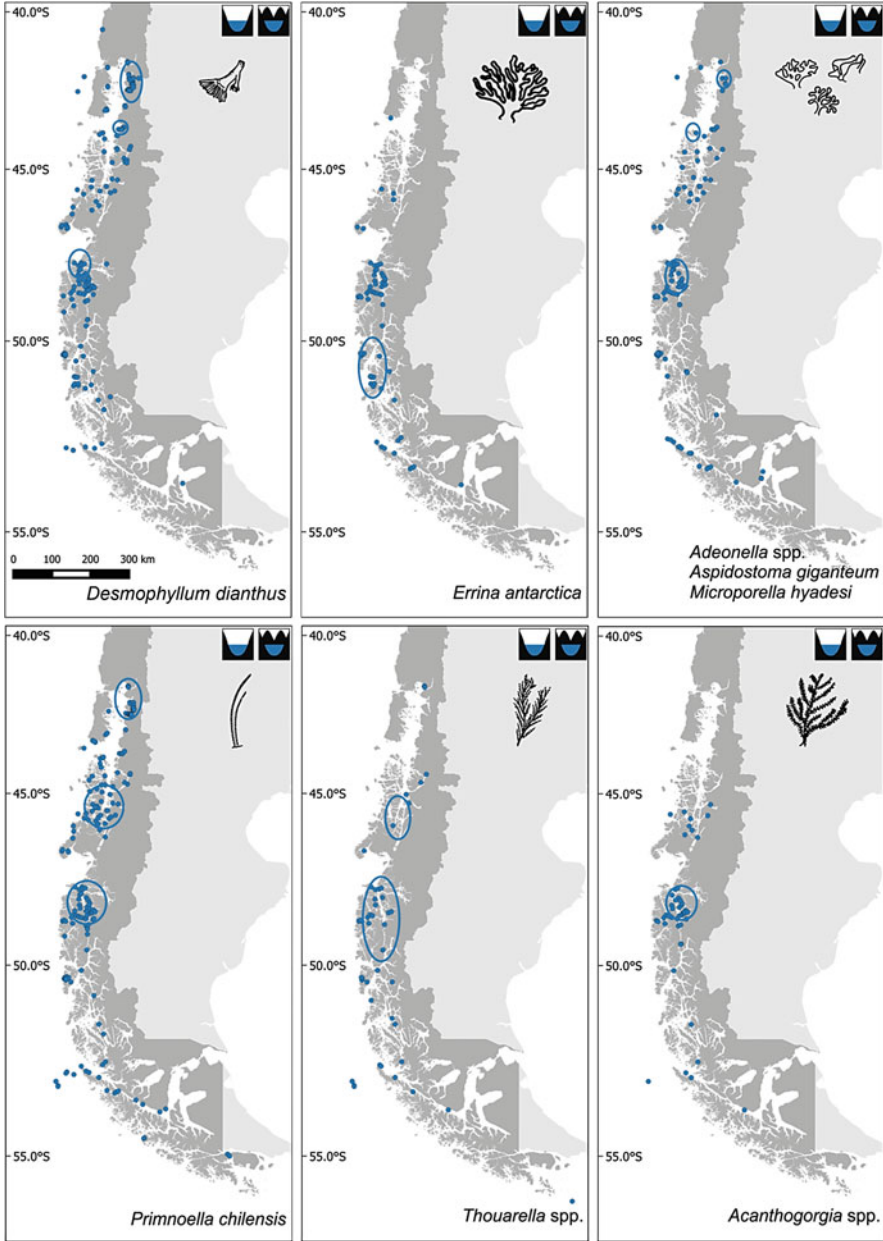 40.0°S
45.0°S
50.0°S
55.0°S
0 100 200 300 km
Desmophyllum dianthus
40.0°S
45.0°S
50.0°S
55.0°S
Errina antarctica
40.0°S
45.0°S
50.0°S
55.0°S
Adeonella spp.
Aspidostoma giganteum
Microporella hyadesi
40.0°S
45.0°S
50.0°S
55.0°S
Primnoella chilensis
40.0°S
45.0°S
50.0°S
55.0°S
Thouarella spp.
40.0°S
45.0°S
50.0°S
55.0°S
Acanthogorgia spp.